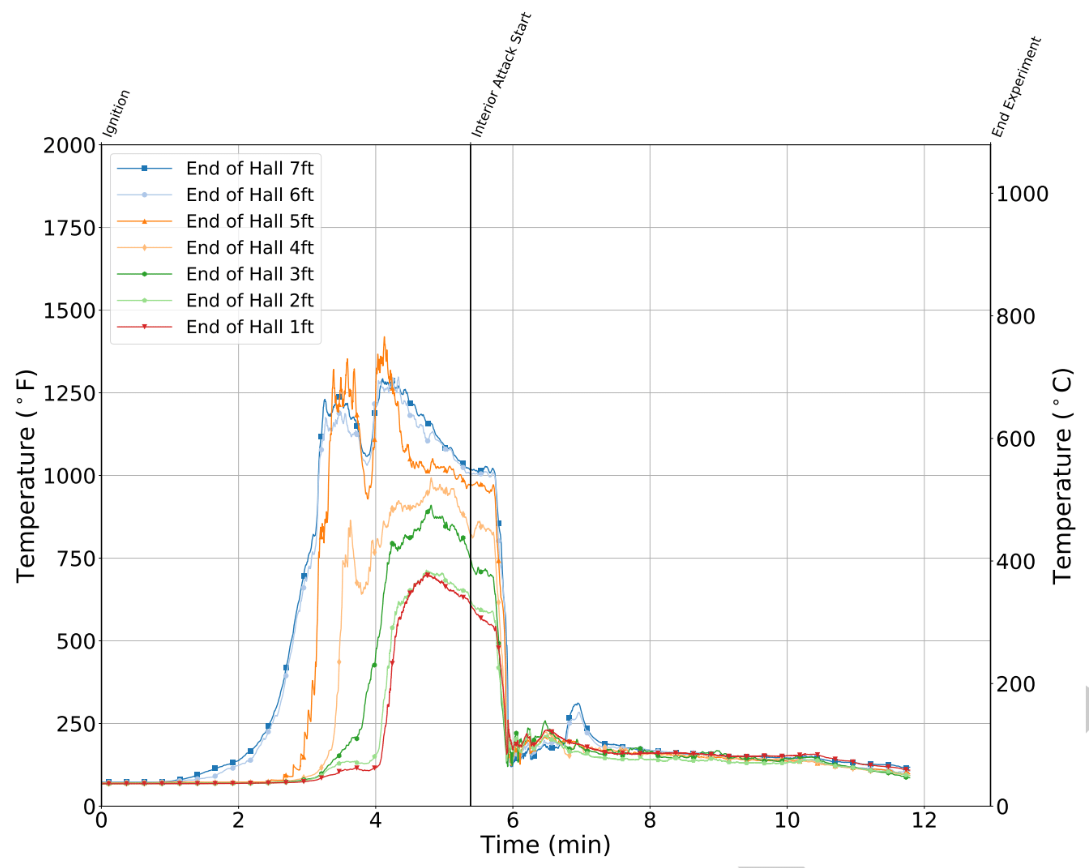 Ignition
Interior Attack Start
End Experiment
2000
1750
1500
1250
1000
750
500
250
0
Temperature (°F)
End of Hall 7ft
End of Hall 6ft
End of Hall 5ft
End of Hall 4ft
End of Hall 3ft
End of Hall 2ft
End of Hall 1ft
1000
800
600
400
200
0
Temperature (°C)
0 2 4 6 8 10 12
Time (min)